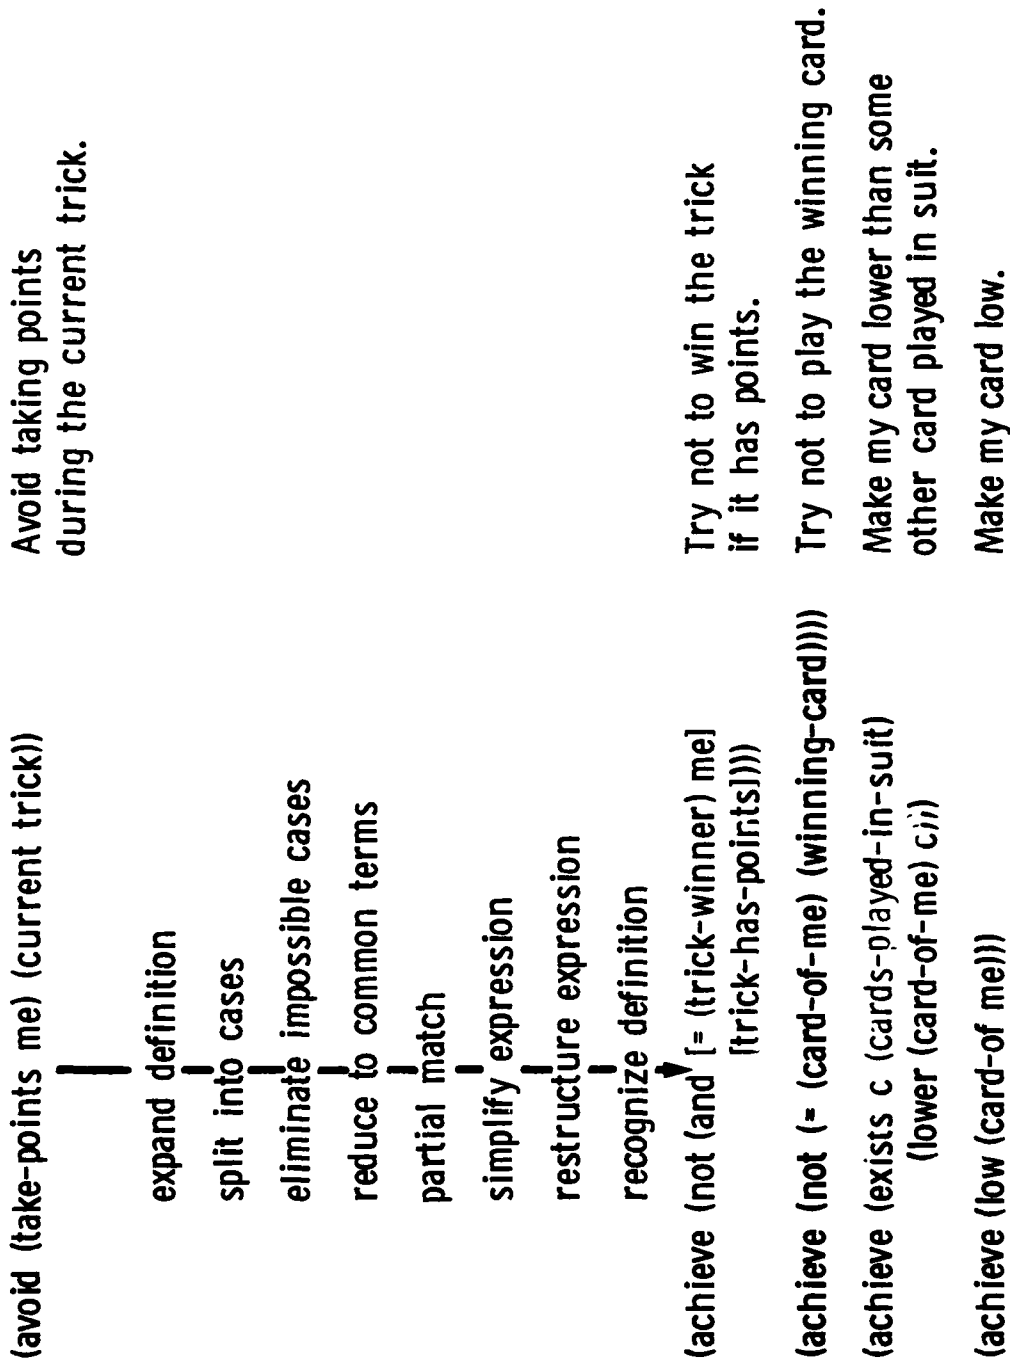 (avoid (take-points me) (current trick))
Avoid taking points
during the current trick.
expand definition
split into cases
eliminate impossible cases
reduce to common terms
partial match
simplify expression
restructure expression
recognize definition
(achieve (not (and [= (trick-winner) me]
[trick-has-points])))
Try not to win the trick
if it has points.
(achieve (not (= (card-of-me) (winning-card))))
Try not to play the winning card.
(achieve (exists c (cards-played-in-suit)
(lower (card-of-me) c)))
Make my card lower than some
other card played in suit.
(achieve (low (card-of me)))
Make my card low.